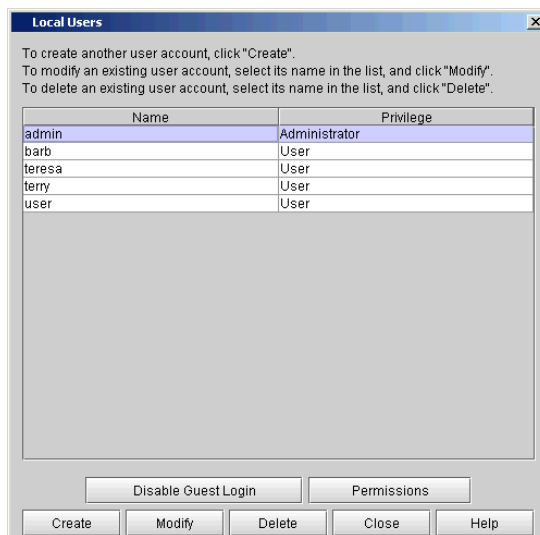 Local Users
To create another user account, click "Create".
To modify an existing user account, select its name in the list, and click "Modify".
To delete an existing user account, select its name in the list, and click "Delete".
Name Privilege
admin Administrator
barb User
teresa User
terry User
user User
Disable Guest Login Permissions
Create Modify Delete Close Help